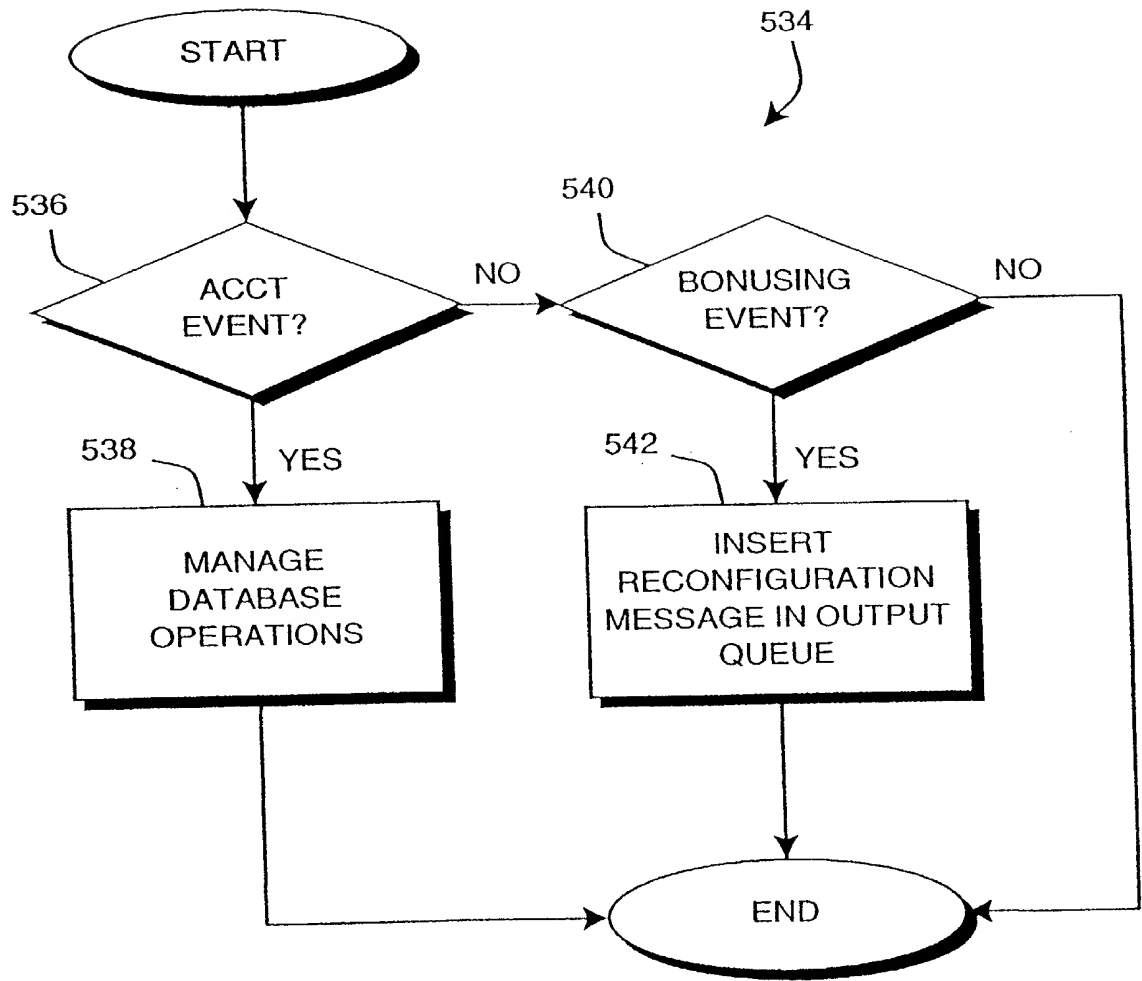 START
534
536
ACCT
EVENT?
NO
540
BONUSING
EVENT?
NO
538
YES
542
YES
MANAGE
DATABASE
OPERATIONS
INSERT
RECONFIGURATION
MESSAGE IN OUTPUT
QUEUE
END